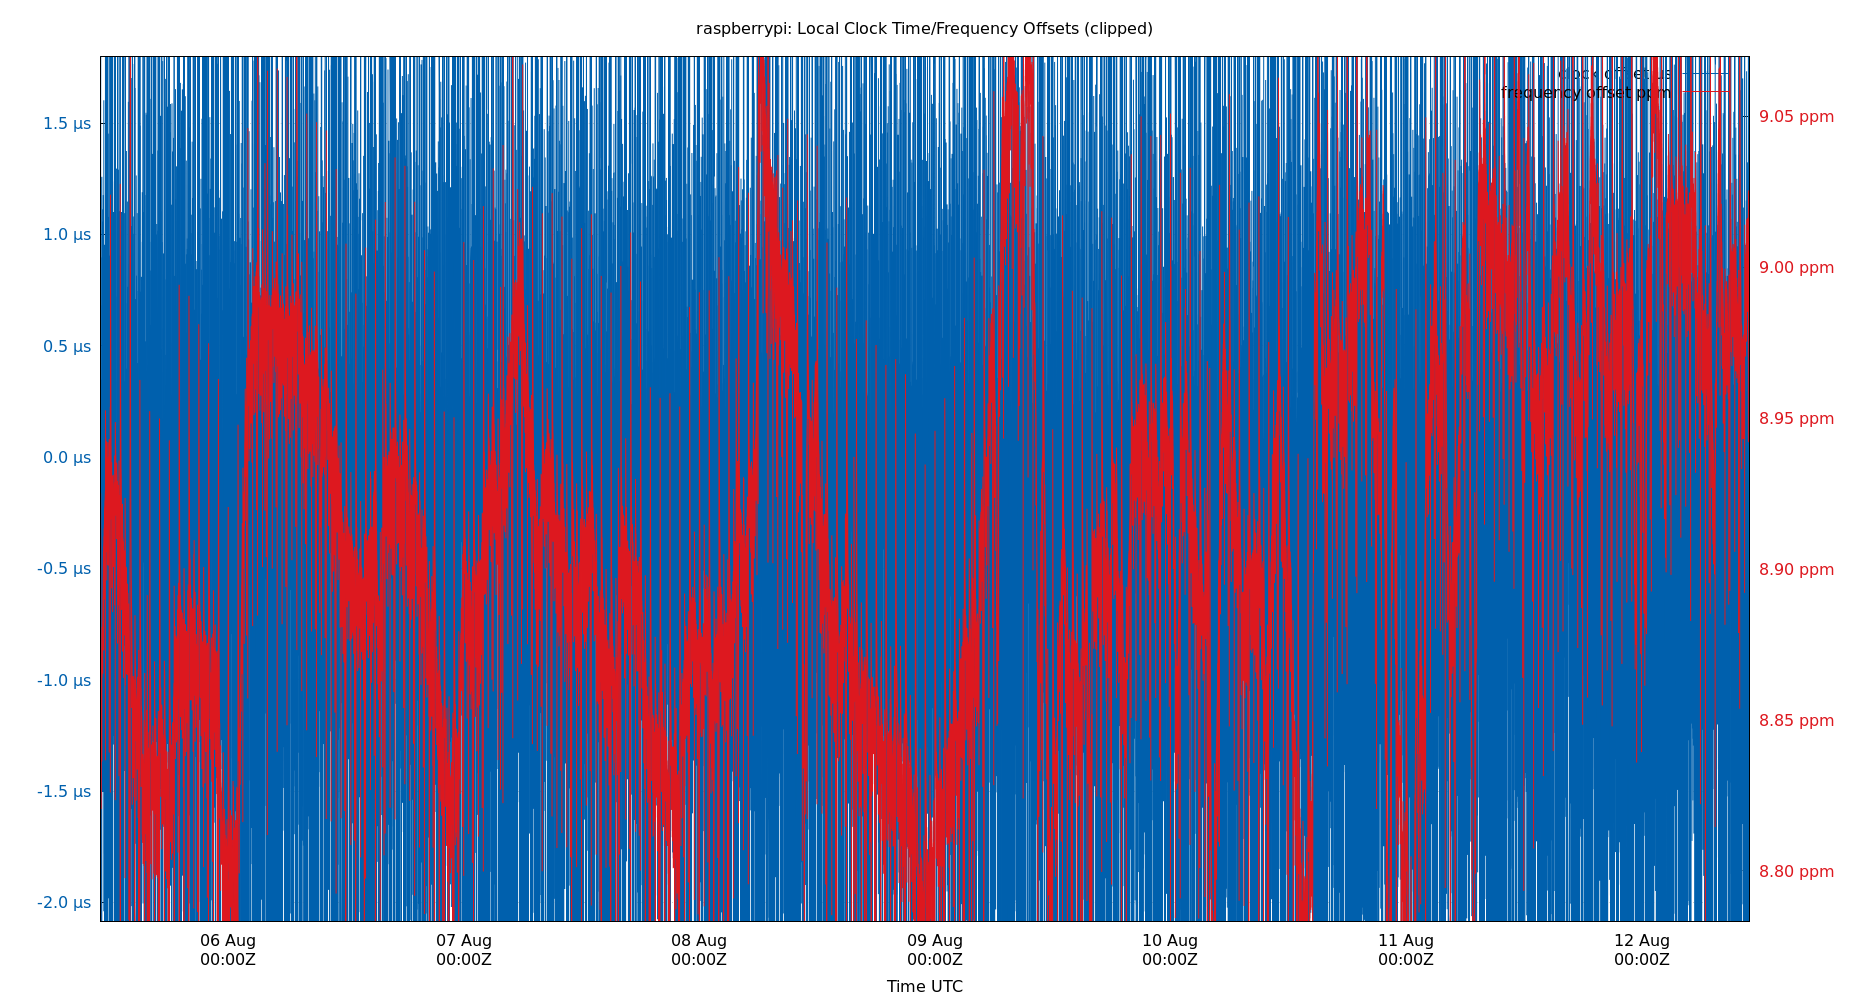 raspberrypi: Local Clock Time/Frequency Offsets (clipped)
clock offset us
frequency offset ppm
1.5 µs
1.0 µs
0.5 µs
0.0 µs
-0.5 µs
-1.0 µs
-1.5 µs
-2.0 µs
9.05 ppm
9.00 ppm
8.95 ppm
8.90 ppm
8.85 ppm
8.80 ppm
06 Aug
00:00Z
07 Aug
00:00Z
08 Aug
00:00Z
09 Aug
00:00Z
10 Aug
00:00Z
11 Aug
00:00Z
12 Aug
00:00Z
Time UTC